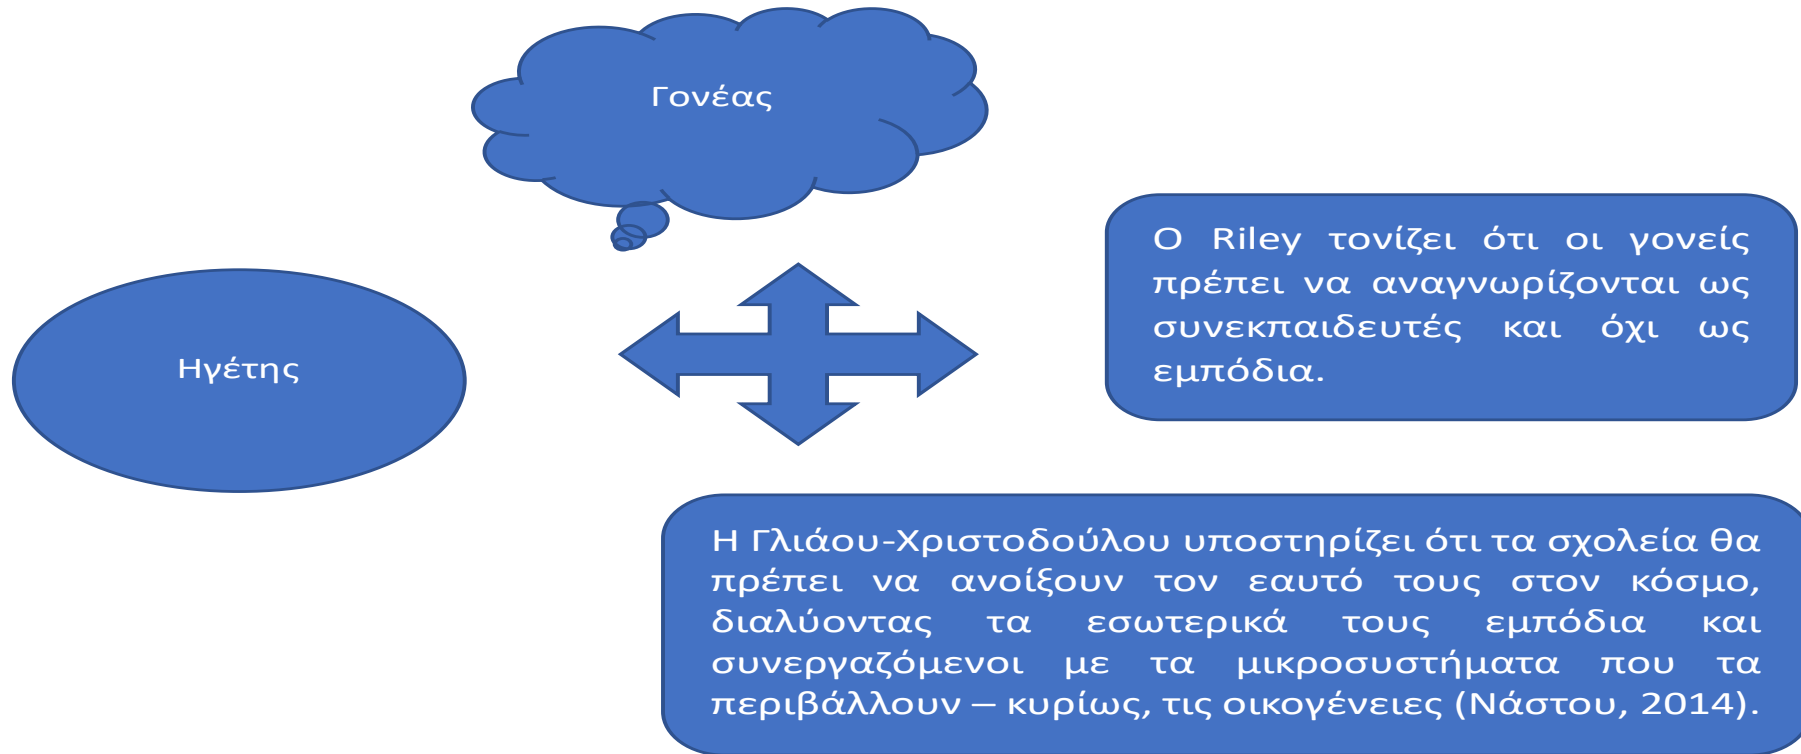 Γονέας
Ηγέτης
Ο Riley τονίζει ότι οι γονείς
πρέπει να αναγνωρίζονται ως
συνεκπαιδευτές και όχι ως
εμπόδια.
Η Γλιάου-Χριστοδούλου υποστηρίζει ότι τα σχολεία θα
πρέπει να ανοίξουν τον εαυτό τους στον κόσμο,
διαλύοντας τα εσωτερικά τους εμπόδια και
συνεργαζόμενοι με τα μικροσυστήματα που τα
περιβάλλουν – κυρίως, τις οικογένειες (Νάστου, 2014).